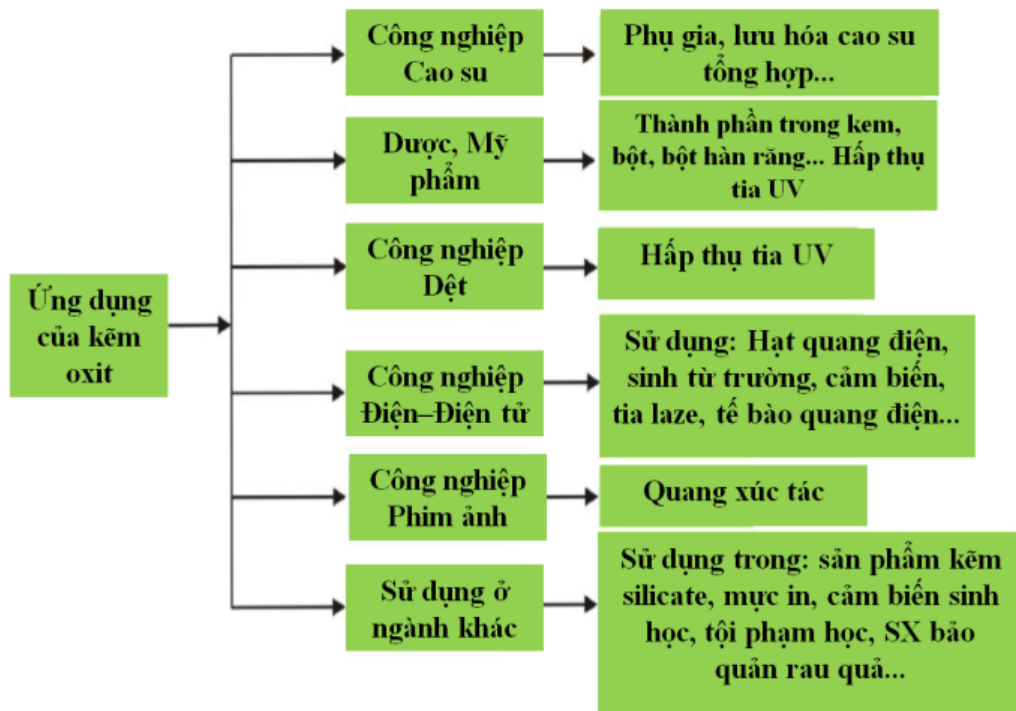 Ứng dụng
của kẽm
oxit
Công nghiệp
Cao su
Phụ gia, lưu hóa cao su
tổng hợp...
Dược, Mỹ
phẩm
Thành phần trong kem,
bột, bột hàn răng... Hấp thụ
tia UV
Công nghiệp
Dệt
Hấp thụ tia UV
Công nghiệp
Điện–Điện tử
Sử dụng: Hạt quang điện,
sinh từ trường, cảm biến,
tia laze, tế bào quang điện...
Công nghiệp
Phim ảnh
Quang xúc tác
Sử dụng ở
ngành khác
Sử dụng trong: sản phẩm kẽm
silicate, mực in, cảm biến sinh
học, tội phạm học, SX bảo
quản rau quả...